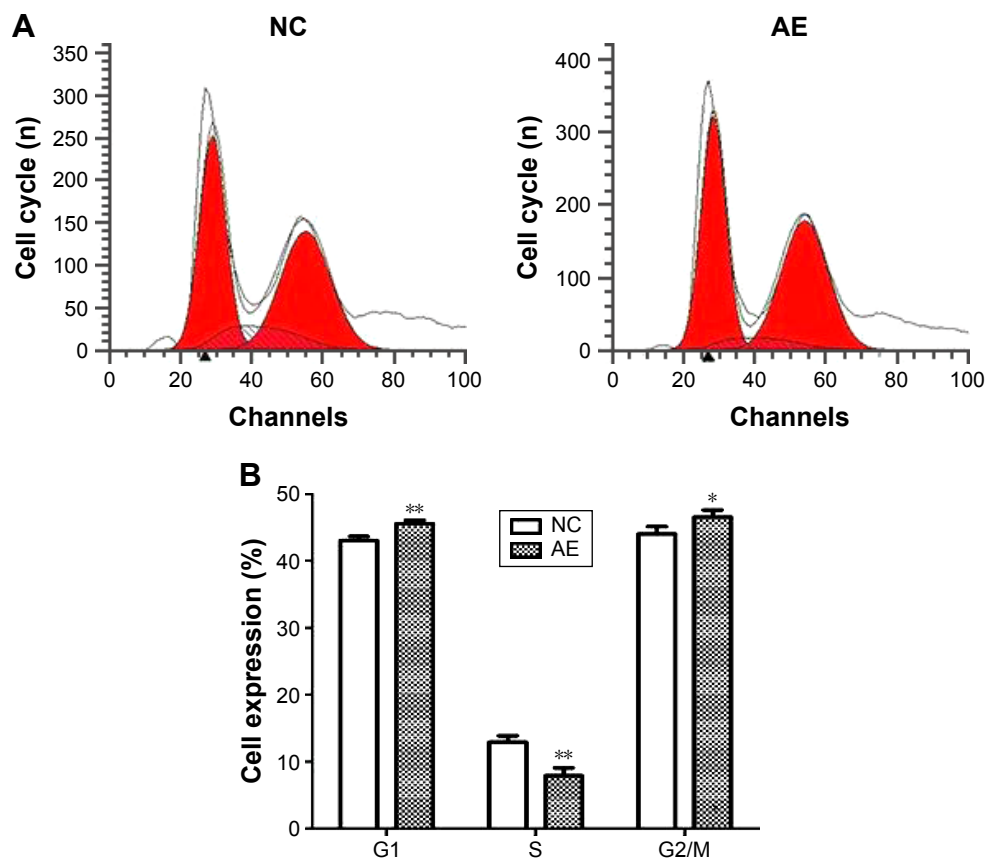 A
NC
AE
Cell cycle (n)
350
300
250
200
150
100
50
0
0 20 40 60 80 100
Channels
Cell cycle (n)
400
300
200
100
0
0 20 40 60 80 100
Channels
B
Cell expression (%)
50
40
30
20
10
0
** ** *
NC
AE
G1 S G2/M